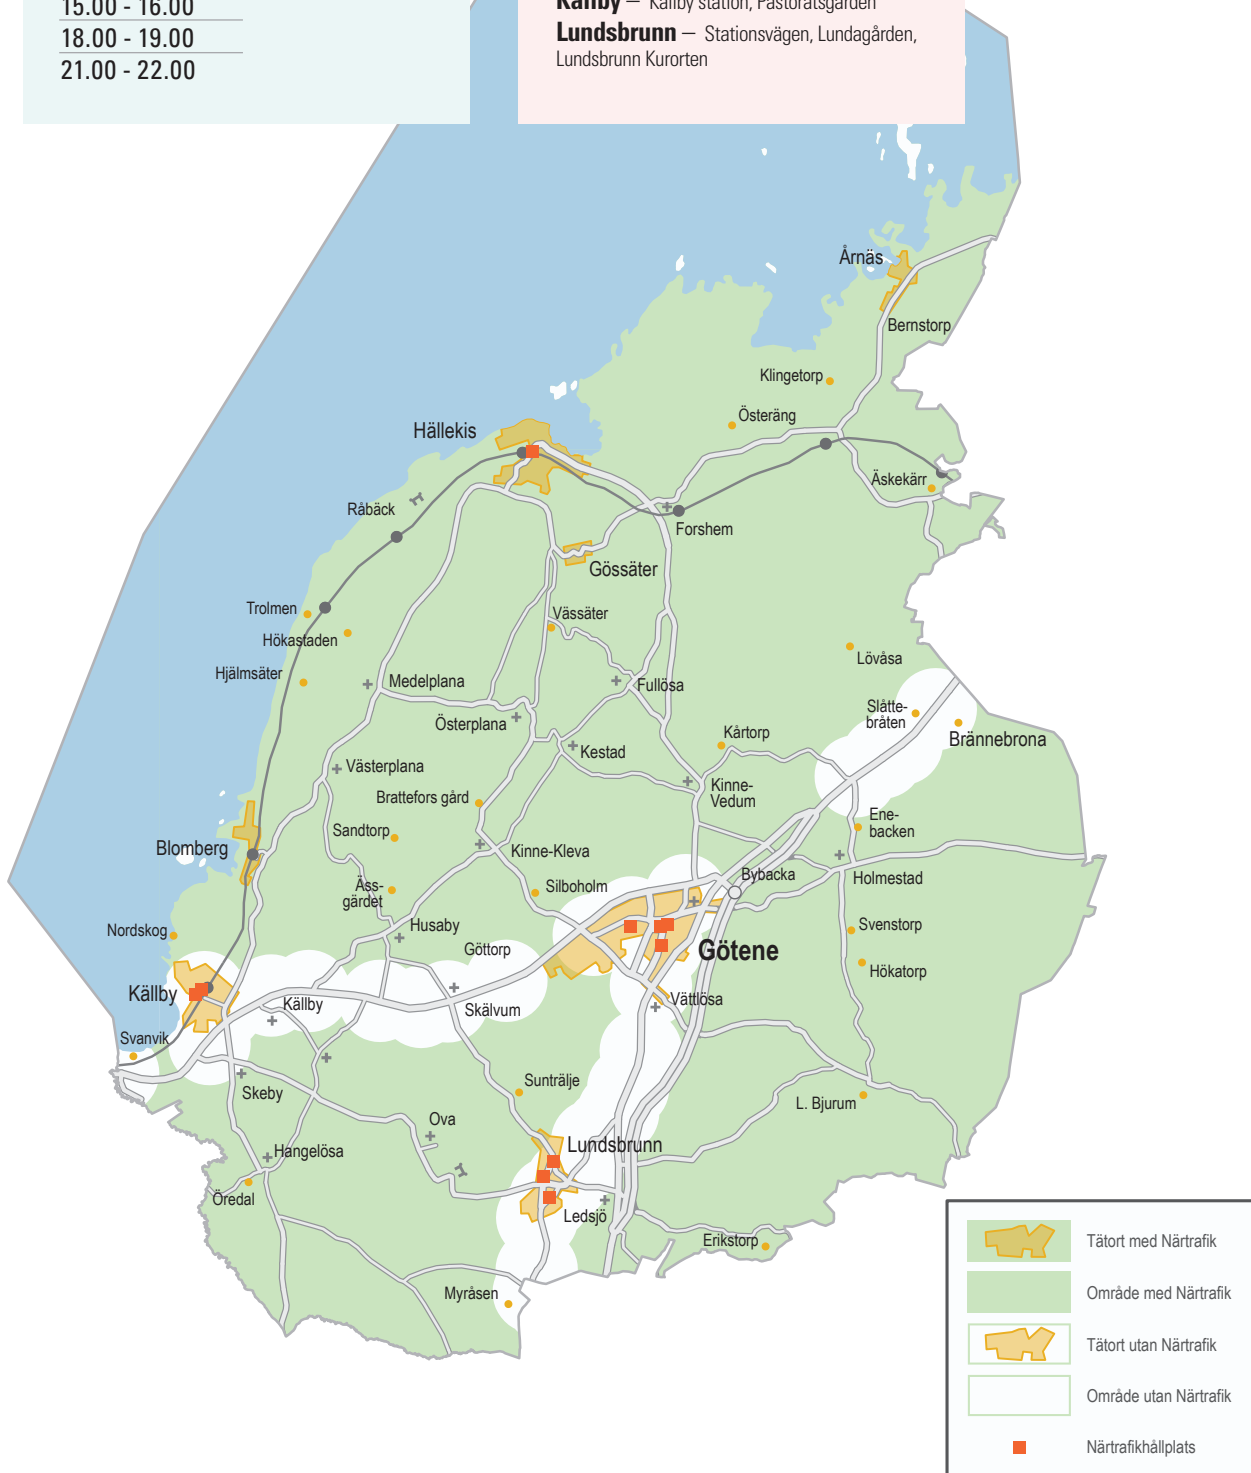 15.00 - 16.00
18.00 - 19.00
21.00 - 22.00
Källby – Källby station, Pastoratsgården
Lundsbrunn – Stationsvägen, Lundagården,
Lundsbrunn Kurorten
Årnäs
Bernstorp
Klingetorp
Österäng
Hällekis
Äskekärr
Råbäck
Forshem
Gössäter
Trolmen
Vässäter
Hökastaden
Lövåsa
Hjälmsäter
Medelplana
Fullösa
Slåtte-
bråten
Österplana
Kårtorp
Brännebrona
Kestad
Västerplana
Kinne-
Vedum
Brattefors gård
Ene-
backen
Sandtorp
Blomberg
Kinne-Kleva
Bybacka
Holmestad
Äss-
gärdet
Silboholm
Nordskog
Husaby
Svenstorp
Göttorp
Götene
Hökatorp
Källby
Källby
Skälvum
Vättlösa
Svanvik
Skeby
Sunträlje
L. Bjurum
Ova
Lundsbrunn
Hangelösa
Öredal
Ledsjö
Erikstorp
Myråsen
Tätort med Närtrafik
Område med Närtrafik
Tätort utan Närtrafik
Område utan Närtrafik
Närtrafikhållplats